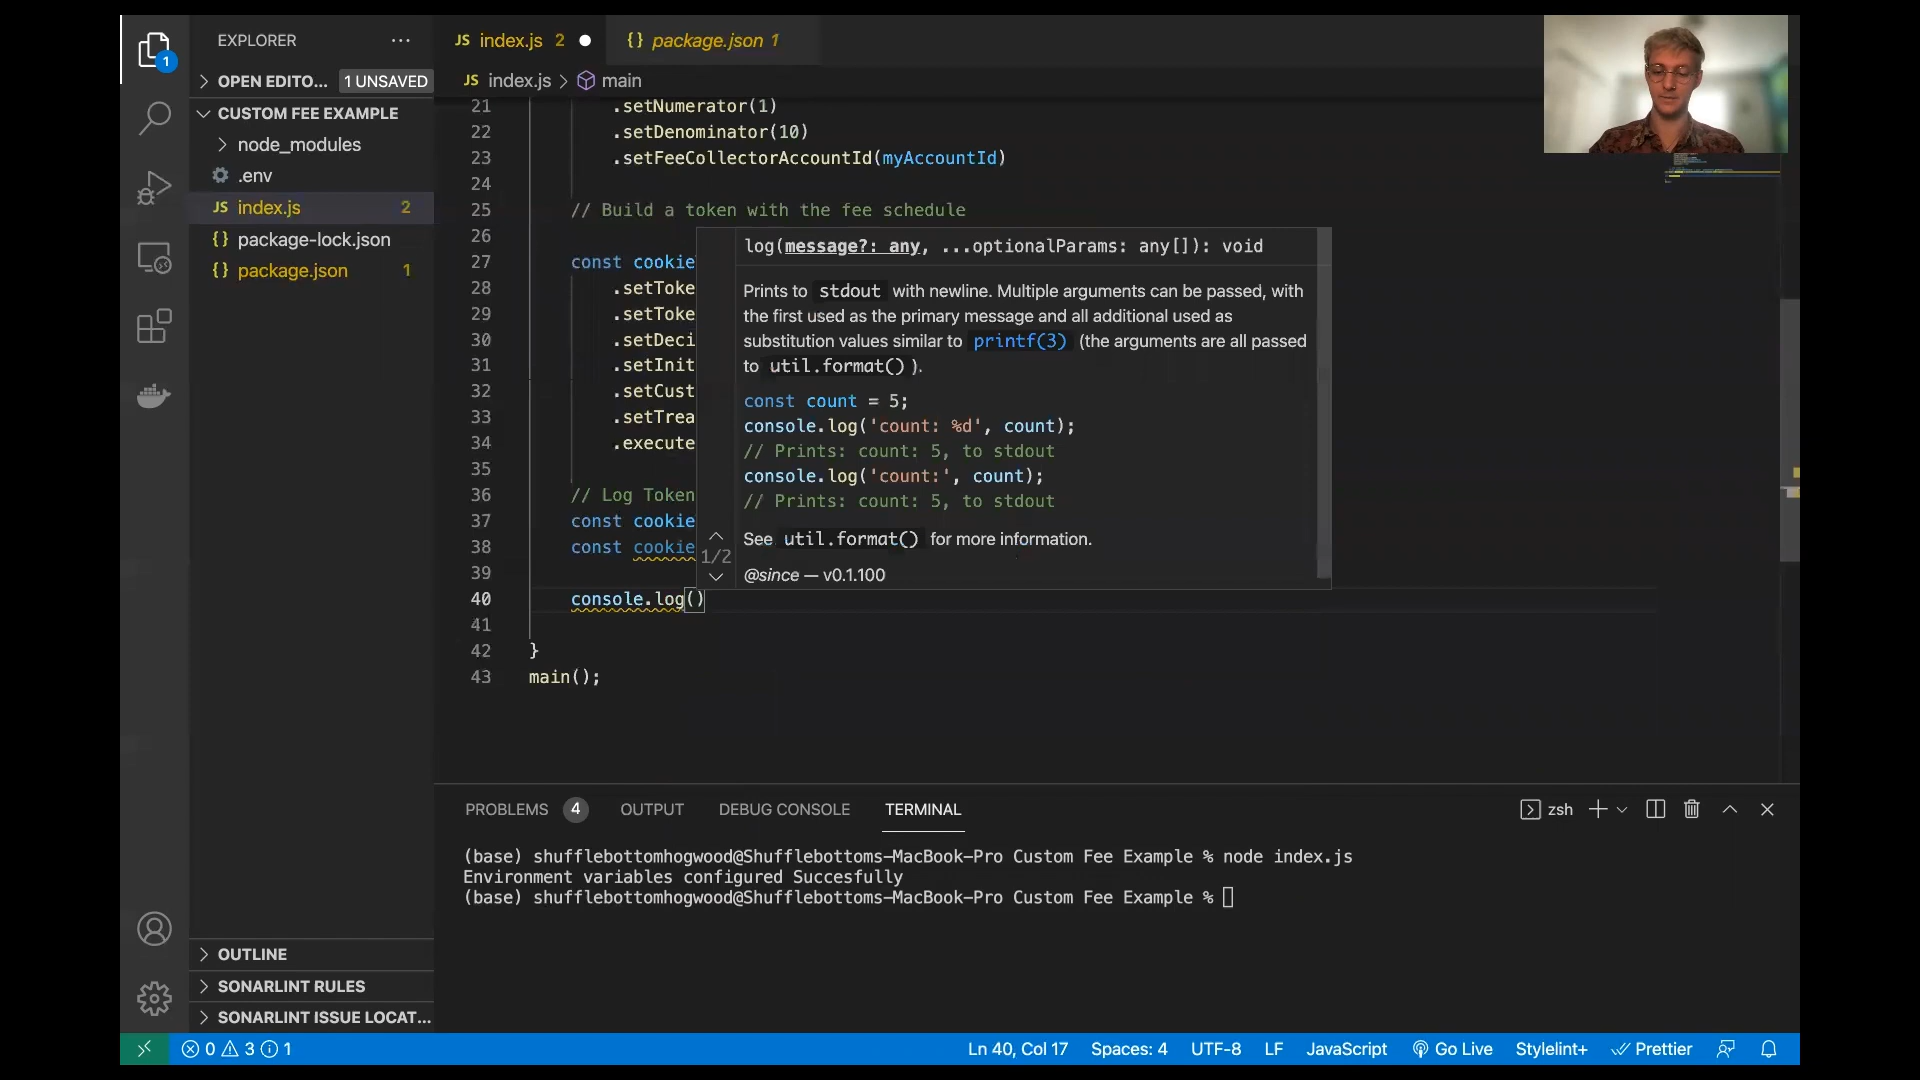 EXPLORER
1
OPEN EDITO... 1 UNSAVED
CUSTOM FEE EXAMPLE
node_modules
.env
JS index.js 2
{} package-lock.json
{} package.json 1
OUTLINE
SONARLINT RULES
SONARLINT ISSUE LOCAT...
JS index.js 2
{} package.json 1
JS index.js > main
21 .setNumerator(1)
22 .setDenominator(10)
23 .setFeeCollectorAccountId(myAccountId)
24
25 // Build a token with the fee schedule
26
27 const cookie
28 .setToke
29 .setToke
30 .setDeci
31 .setInit
32 .setCust
33 .setTrea
34 .execute
35
36 // Log Token
37 const cookie
38 const cookie
39
40 console.log()
41
42 }
43 main();
log(message?: any, ...optionalParams: any[]): void
Prints to stdout with newline. Multiple arguments can be passed, with
the first used as the primary message and all additional used as
substitution values similar to printf(3) (the arguments are all passed
to util.format() ).
const count = 5;
console.log('count: %d', count);
// Prints: count: 5, to stdout
console.log('count:', count);
// Prints: count: 5, to stdout
See util.format() for more information.
@since — v0.1.100
1/2
PROBLEMS 4 OUTPUT DEBUG CONSOLE TERMINAL
zsh
(base) shufflebottomhogwood@Shufflebottoms-MacBook-Pro Custom Fee Example % node index.js
Environment variables configured Succesfully
(base) shufflebottomhogwood@Shufflebottoms-MacBook-Pro Custom Fee Example %
0 3 1
Ln 40, Col 17 Spaces: 4 UTF-8 LF JavaScript Go Live Stylelint+ Prettier